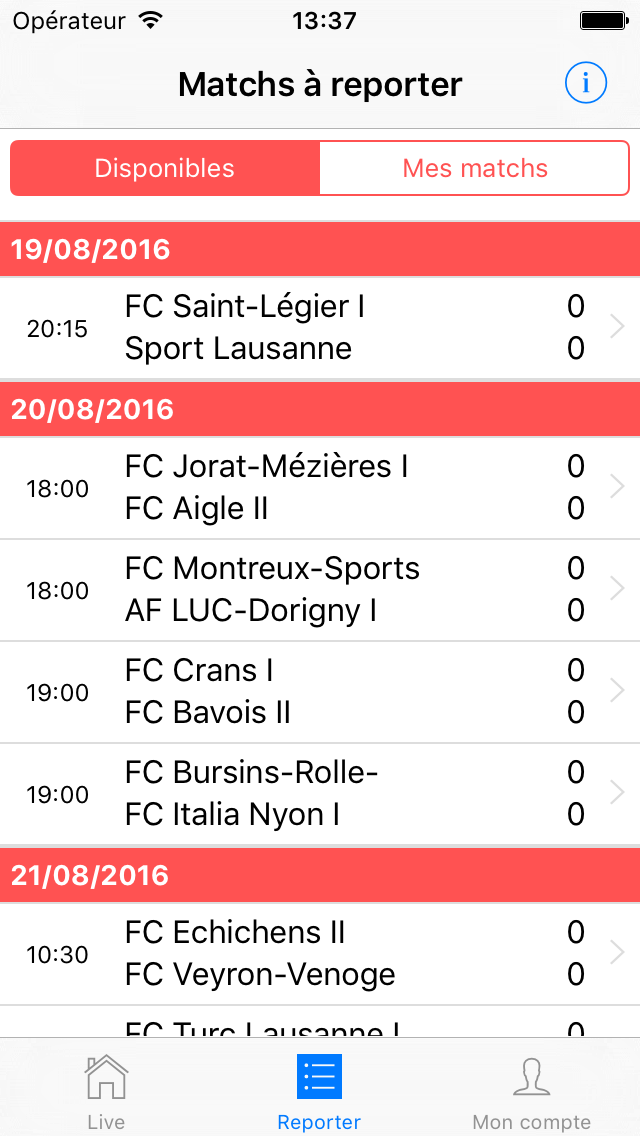 Opérateur 13:37
Matchs à reporter i
Disponibles Mes matchs
19/08/2016
FC Saint-Légier I 0
20:15
Sport Lausanne 0
20/08/2016
FC Jorat-Mézières I 0
18:00
FC Aigle II 0
FC Montreux-Sports 0
18:00
AF LUC-Dorigny I 0
FC Crans I 0
19:00
FC Bavois II 0
FC Bursins-Rolle- 0
19:00
FC Italia Nyon I 0
21/08/2016
FC Echichens II 0
10:30
FC Veyron-Venoge 0
FC Turc Lausanne I 0
Live Reporter Mon compte